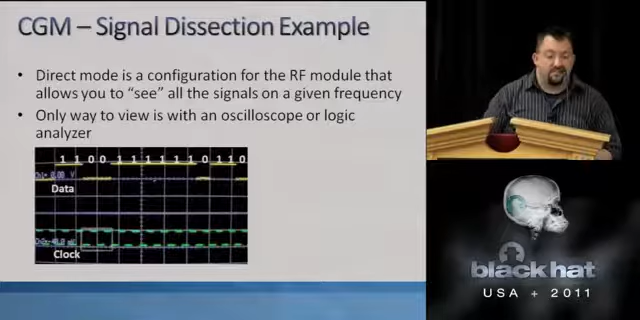 CGM – Signal Dissection Example
• Direct mode is a configuration for the RF module that
allows you to “see” all the signals on a given frequency
• Only way to view is with an oscilloscope or logic
analyzer
1 1 0 0 1 1 1 1 1 1 1 0 1 1 0
Data
Clock
black hat
USA + 2011